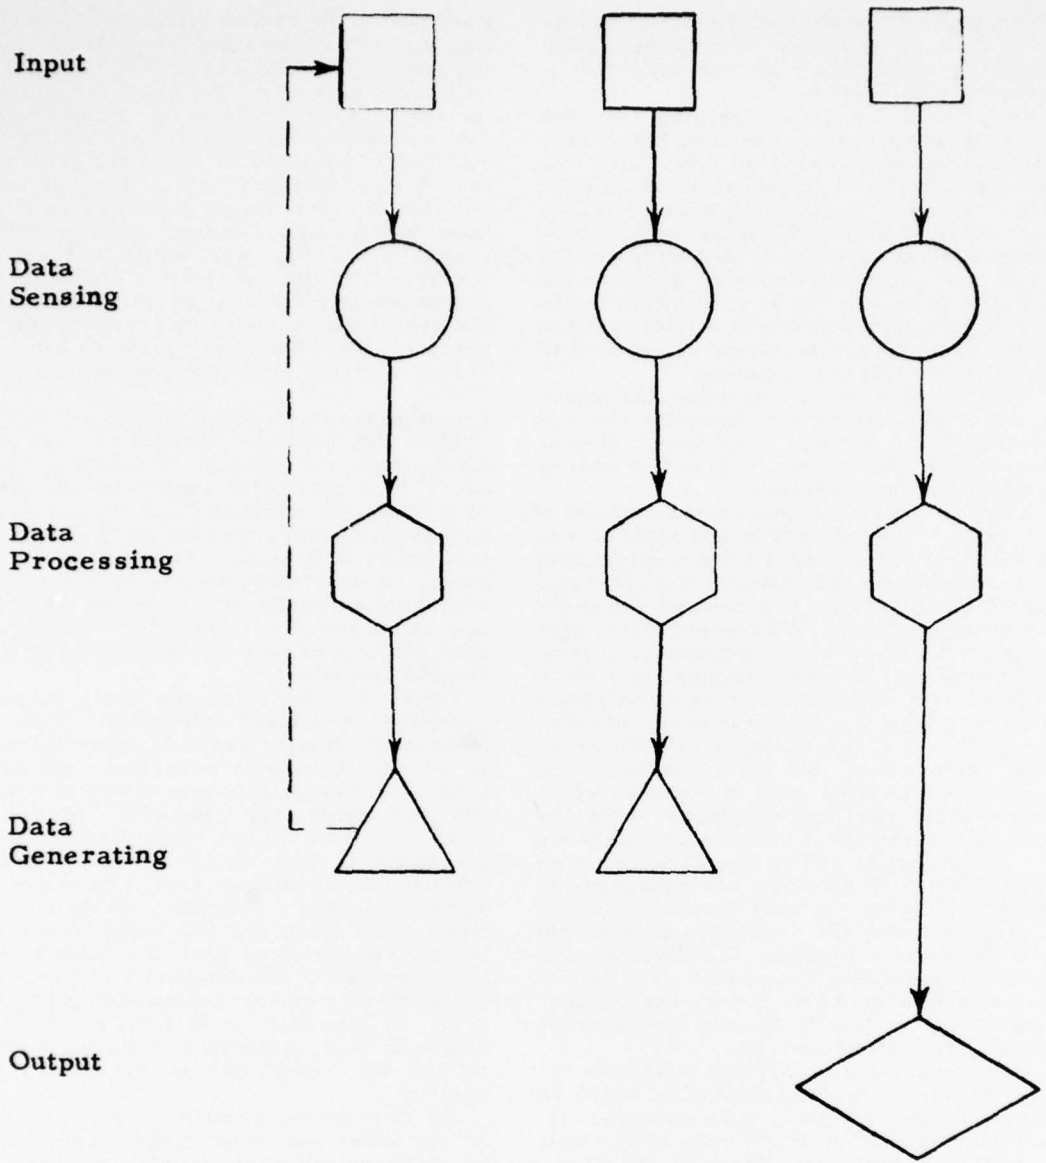 Input
Data
Sensing
Data
Processing
Data
Generating
Output